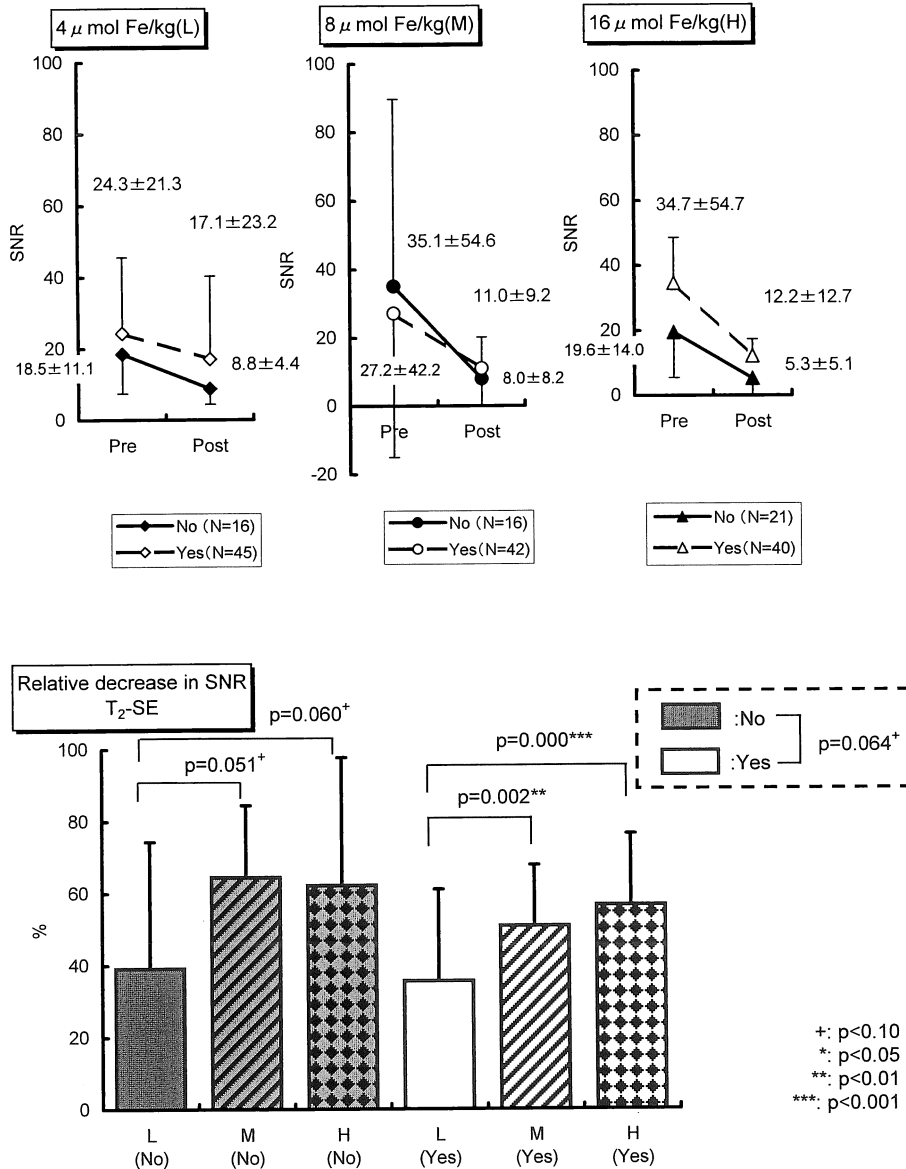 4 μ mol Fe/kg(L)
100
80
60
40
20
0
SNR
24.3±21.3
17.1±23.2
18.5±11.1
8.8±4.4
Pre
Post
No (N=16)
Yes(N=45)
8 μ mol Fe/kg(M)
100
80
60
40
20
0
-20
SNR
35.1±54.6
11.0±9.2
27.2±42.2
8.0±8.2
Pre
Post
No (N=16)
Yes (N=42)
16 μ mol Fe/kg(H)
100
80
60
40
20
0
SNR
34.7±54.7
12.2±12.7
19.6±14.0
5.3±5.1
Pre
Post
No (N=21)
Yes (N=40)
Relative decrease in SNR
T₂-SE
:No
:Yes
p=0.064⁺
p=0.060⁺
p=0.051⁺
p=0.000***
p=0.002**
100
80
60
40
20
0
%
L
(No)
M
(No)
H
(No)
L
(Yes)
M
(Yes)
H
(Yes)
+: p<0.10
*: p<0.05
**: p<0.01
***: p<0.001